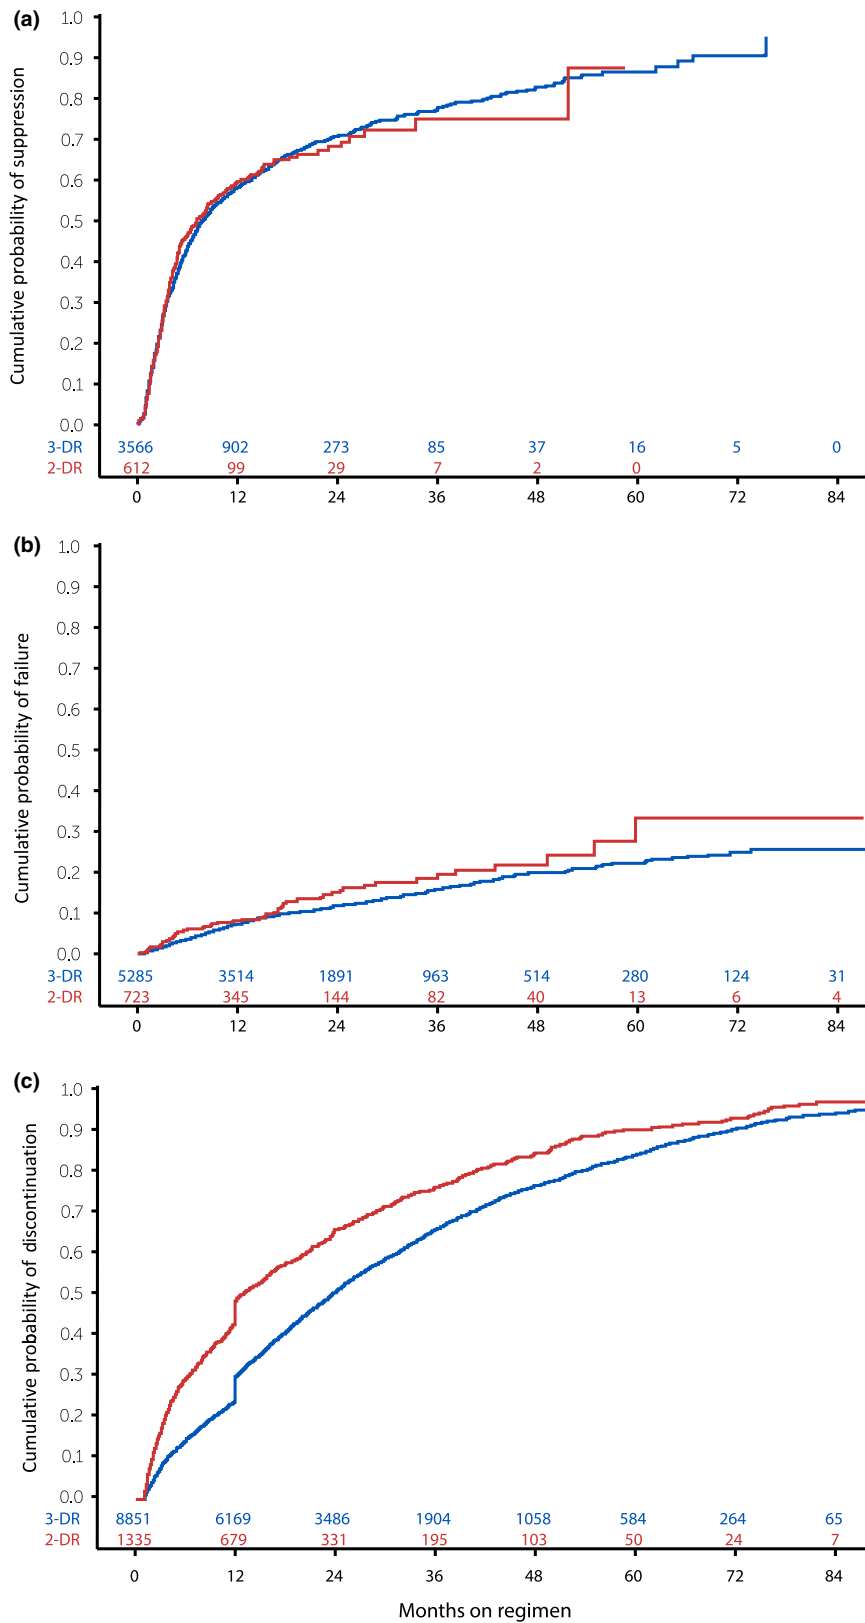 (a)
Cumulative probability of suppression
1.0
0.9
0.8
0.7
0.6
0.5
0.4
0.3
0.2
0.1
0.0
3-DR 3566 902 273 85 37 16 5 0
2-DR 612 99 29 7 2 0
0 12 24 36 48 60 72 84
(b)
Cumulative probability of failure
1.0
0.9
0.8
0.7
0.6
0.5
0.4
0.3
0.2
0.1
0.0
3-DR 5285 3514 1891 963 514 280 124 31
2-DR 723 345 144 82 40 13 6 4
0 12 24 36 48 60 72 84
(c)
Cumulative probability of discontinuation
1.0
0.9
0.8
0.7
0.6
0.5
0.4
0.3
0.2
0.1
0.0
3-DR 8851 6169 3486 1904 1058 584 264 65
2-DR 1335 679 331 195 103 50 24 7
0 12 24 36 48 60 72 84
Months on regimen